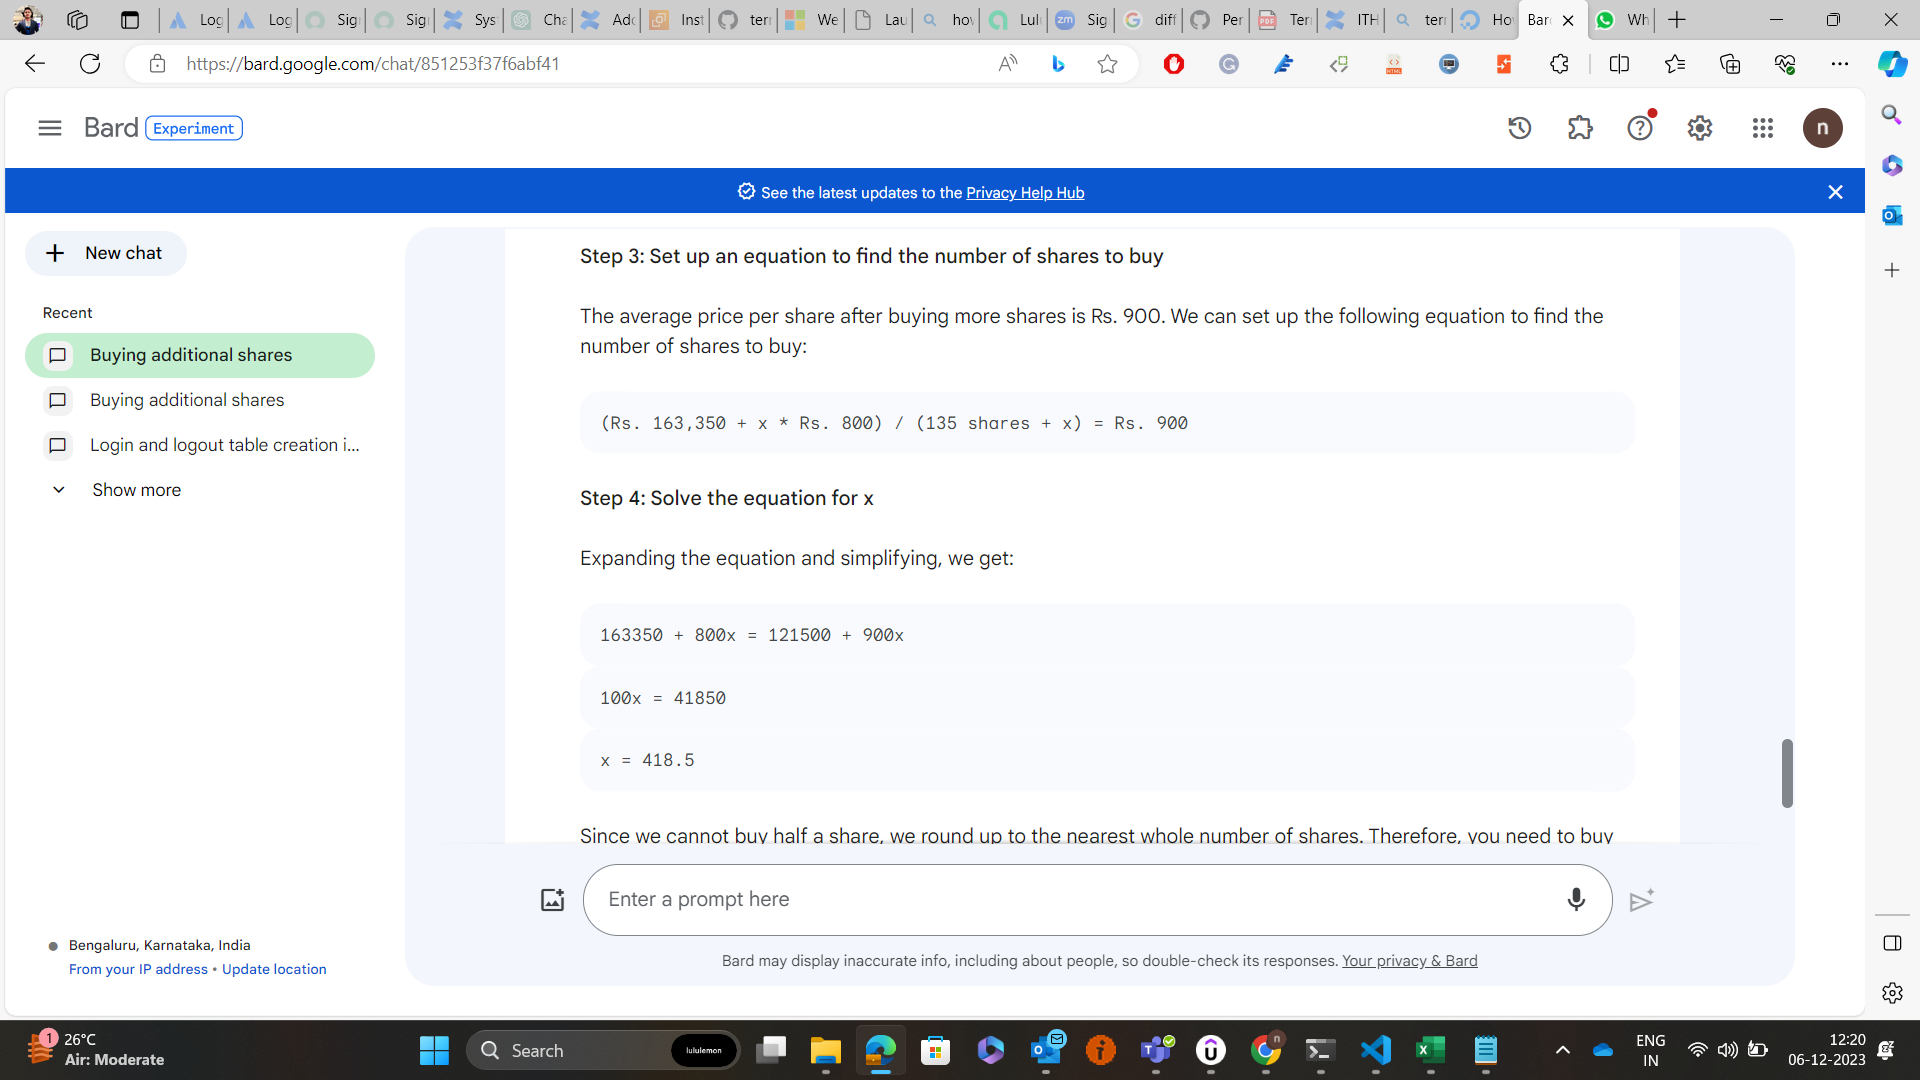 Log
Log
Sig
Sig
Sys
Cha
Adc
Inst
terr
We
Lau
hov
Lul
Sig
diff
Per
Terr
ITH
terr
Ho
Bard
Wh
https://bard.google.com/chat/851253f37f6abf41
Bard Experiment
n
See the latest updates to the Privacy Help Hub
New chat
Recent
Buying additional shares
Buying additional shares
Login and logout table creation i...
Show more
Step 3: Set up an equation to find the number of shares to buy
The average price per share after buying more shares is Rs. 900. We can set up the following equation to find the
number of shares to buy:
(Rs. 163,350 + x * Rs. 800) / (135 shares + x) = Rs. 900
Step 4: Solve the equation for x
Expanding the equation and simplifying, we get:
163350 + 800x = 121500 + 900x
100x = 41850
x = 418.5
Since we cannot buy half a share, we round up to the nearest whole number of shares. Therefore, you need to buy
Enter a prompt here
Bard may display inaccurate info, including about people, so double-check its responses. Your privacy & Bard
Bengaluru, Karnataka, India
From your IP address • Update location
1
26°C
Air: Moderate
Search
lululemon
ENG
IN
12:20
06-12-2023